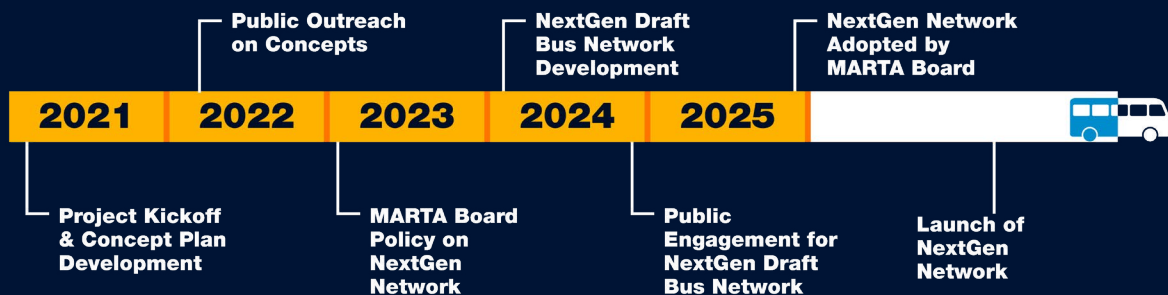 Public Outreach
on Concepts
NextGen Draft
Bus Network
Development
NextGen Network
Adopted by
MARTA Board
2021
2022
2023
2024
2025
Project Kickoff
& Concept Plan
Development
MARTA Board
Policy on
NextGen
Network
Public
Engagement for
NextGen Draft
Bus Network
Launch of
NextGen
Network